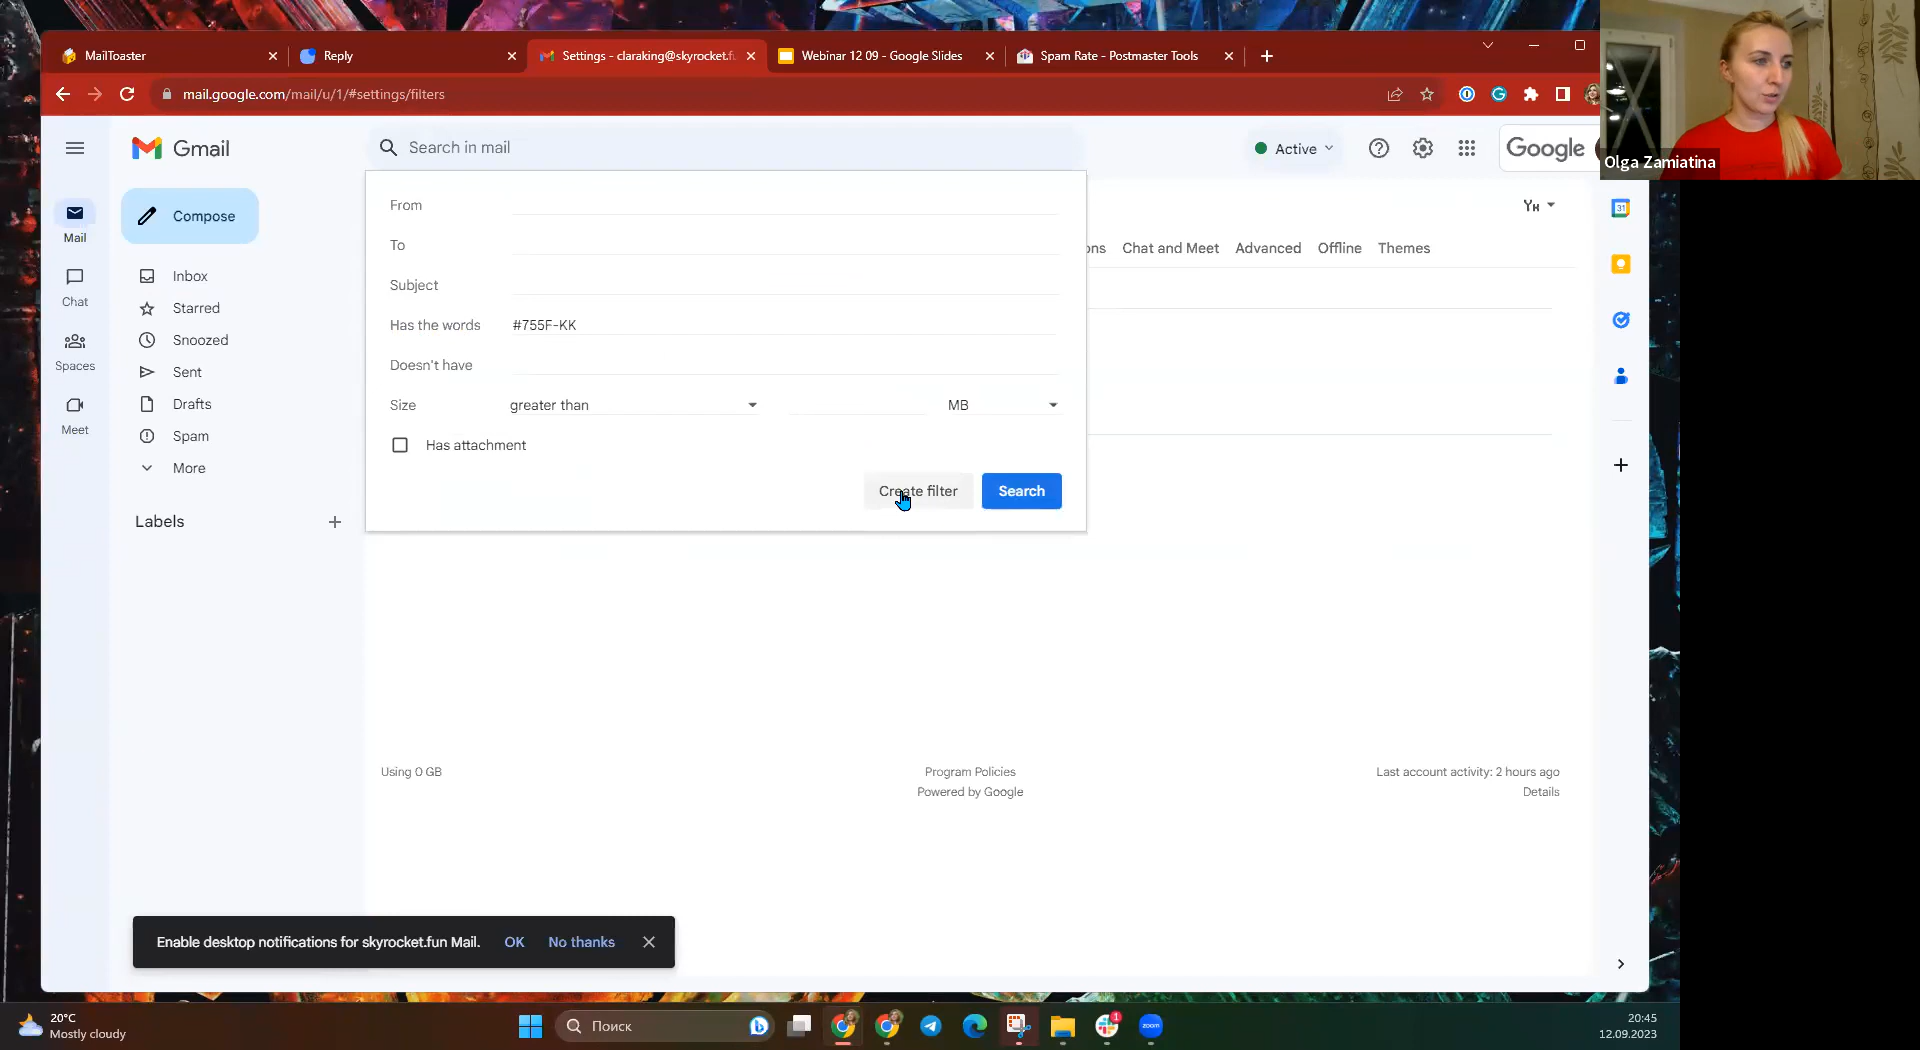 MailToaster
Reply
Settings - claraking@skyrocket.fu
Webinar 12 09 - Google Slides
Spam Rate - Postmaster Tools
mail.google.com/mail/u/1/#settings/filters
Gmail
Search in mail
Active
Google
Olga Zamiatina
Compose
Mail
Chat
Spaces
Meet
Inbox
Starred
Snoozed
Sent
Drafts
Spam
More
Labels
From
To
Subject
Has the words #755F-KK
Doesn't have
Size greater than MB
Has attachment
Create filter Search
ons Chat and Meet Advanced Offline Themes
31
Using 0 GB
Program Policies
Powered by Google
Last account activity: 2 hours ago
Details
Enable desktop notifications for skyrocket.fun Mail. OK No thanks
20°C
Mostly cloudy
Поиск
1
zoom
20:45
12.09.2023